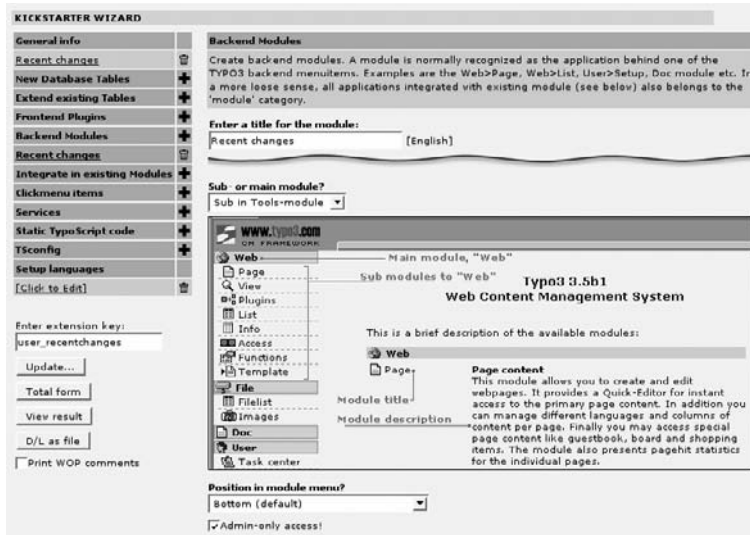 KICKSTARTER WIZARD
General info
Recent changes
New Database Tables
Extend existing Tables
Frontend Plugins
Backend Modules
Recent changes
Integrate in existing Modules
Clickmenu items
Services
Static TypoScript code
TSconfig
Setup languages
[Click to Edit]
Enter extension key:
user_recentchanges
Update...
Total form
View result
D/L as file
Print WOP comments
Backend Modules
Create backend modules. A module is normally recognized as the application behind one of the
TYPO3 backend menuitems. Examples are the Web>Page, Web>List, User>Setup, Doc module etc. In
a more loose sense, all applications integrated with existing module (see below) also belongs to the
'module' category.
Enter a title for the module:
Recent changes [English]
Sub- or main module?
Sub in Tools-module
www.typo3.com
CM FRAMEWORK
Web
Page
View
Plugins
List
Info
Access
Functions
Template
File
Filelist
Images
Doc
User
Task center
Main module, "Web"
Sub modules to "Web"
Typo3 3.5b1
Web Content Management System
This is a brief description of the available modules:
Web
Page
Module title
Module description
Page content
This module allows you to create and edit
webpages. It provides a Quick-Editor for instant
access to the primary page content. In addition you
can manage different languages and columns of
content per page. Finally you may access special
page content like guestbook, board and shopping
items. The module also presents pagehit statistics
for the individual pages.
Position in module menu?
Bottom (default)
Admin-only access!